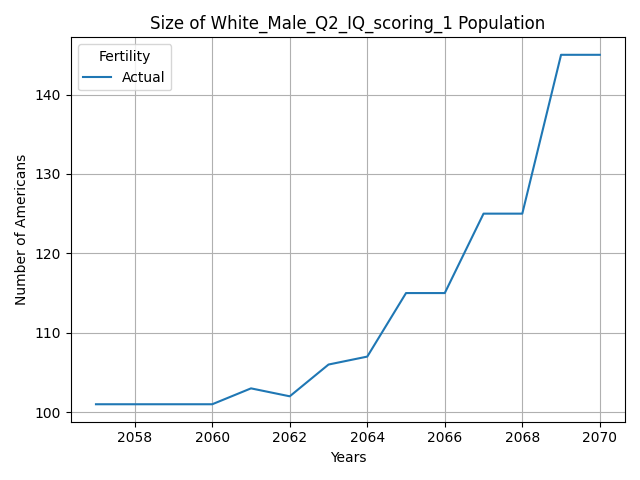 Size of White_Male_Q2_IQ_scoring_1 Population
Fertility
Actual
Number of Americans
140
130
120
110
100
2058 2060 2062 2064 2066 2068 2070
Years